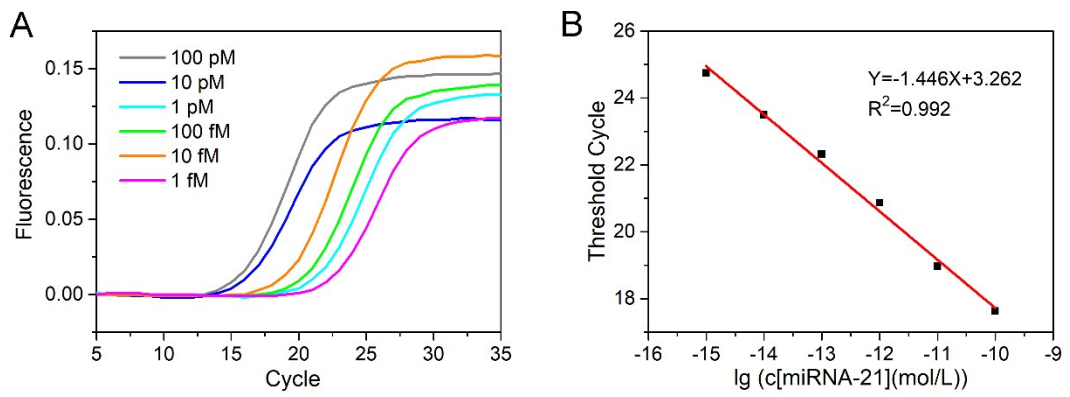 A
100 pM
10 pM
1 pM
100 fM
10 fM
1 fM
0.15
0.10
0.05
0.00
Fluorescence
5 10 15 20 25 30 35
Cycle
B
Y=-1.446X+3.262
R²=0.992
26
24
22
20
18
Threshold Cycle
-16 -15 -14 -13 -12 -11 -10 -9
lg (c[miRNA-21](mol/L))